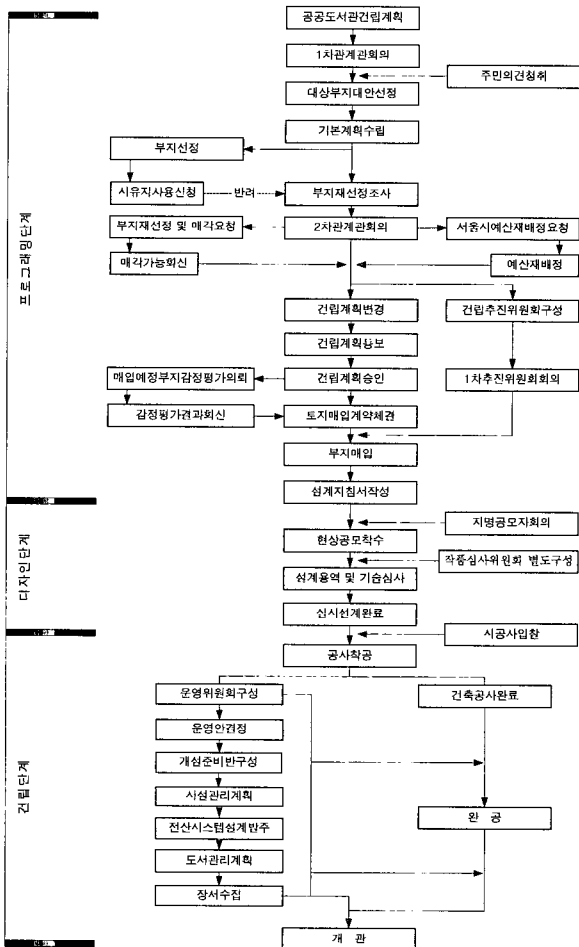 공공도서관건립계획
1차관계관회의
주민의견청취
대상부지대안선정
기본계획수립
부지선정
시유지사용신청
반려
부지재선정조사
부지재선정 및 매각요청
2차관계관회의
서울시예산재배정요청
매각가능회신
예산재배정
건립계획변경
건립추진위원회구성
건립계획통보
매입예정부지감정평가의뢰
건립계획승인
1차추진위원회회의
감정평가결과회신
토지매입계약체결
부지매입
설계지침서작성
프로그래밍단계
지명공모자회의
현상공모착수
작품심사위원회 별도구성
설계용역 및 기술심사
실시설계완료
디자인단계
시공사입찰
공사착공
운영위원회구성
건축공사완료
운영안결정
개설준비반구성
시설관리계획
전산시스템설계발주
완 공
도서관리계획
장서수집
개 관
건립단계